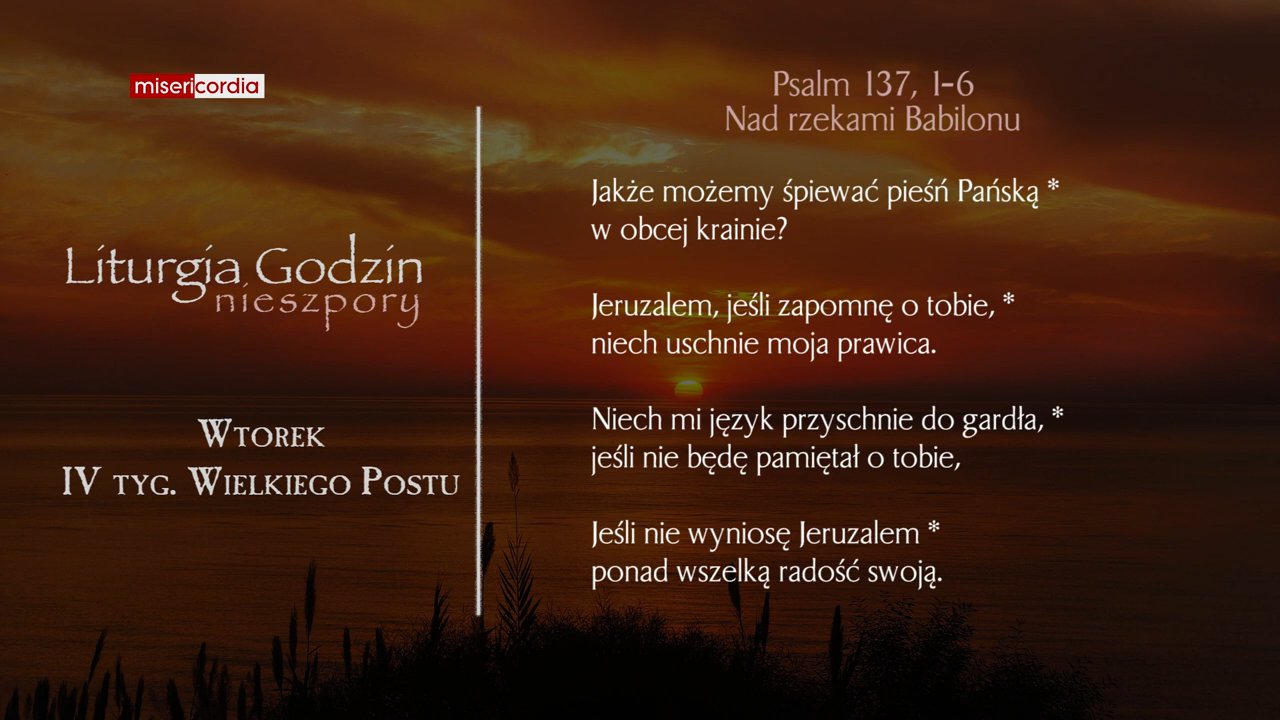 misericordia
Liturgia Godzin
nieszpory
Wtorek
IV tyg. Wielkiego Postu
Psalm 137, 1-6
Nad rzekami Babilonu
Jakże możemy śpiewać pieśń Pańską *
w obcej krainie?
Jeruzalem, jeśli zapomnę o tobie, *
niech uschnie moja prawica.
Niech mi język przyschnie do gardła, *
jeśli nie będę pamiętał o tobie,
Jeśli nie wyniosę Jeruzalem *
ponad wszelką radość swoją.